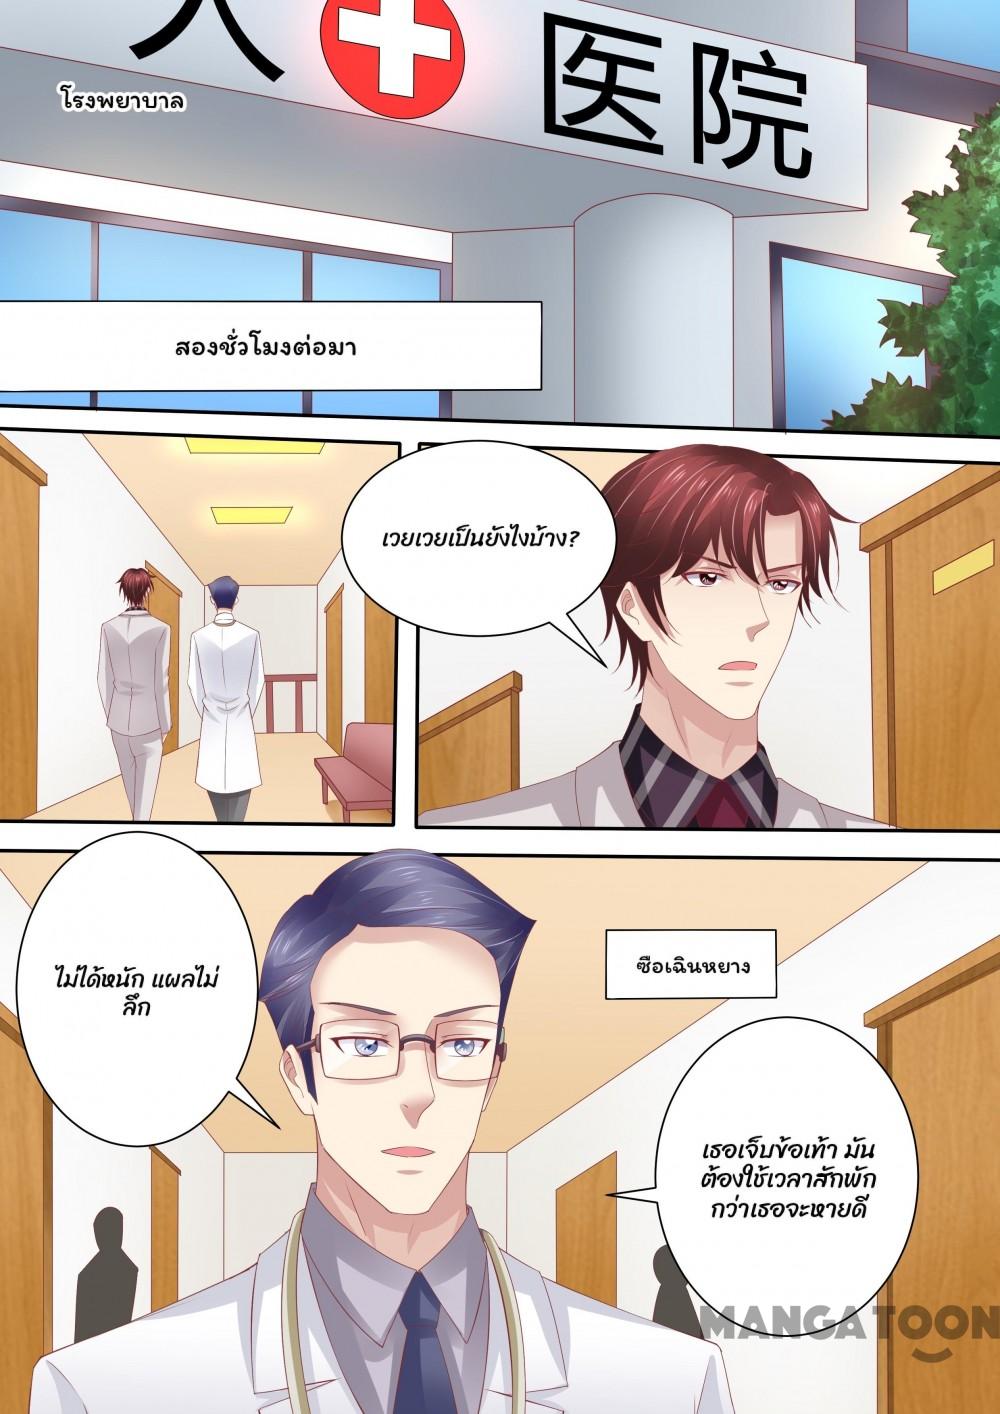 人 医院
โรงพยาบาล
สองชั่วโมงต่อมา
เวยเวยเป็นยังไงบ้าง?
ไม่ได้หนัก แผลไม่
ลึก
ซือเฉินหยาง
เธอเจ็บข้อเท้า มัน
ต้องใช้เวลาสักพัก
กว่าเธอจะหายดี
MANGATOON